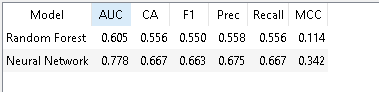 Model AUC CA F1 Prec Recall MCC
Random Forest 0.605 0.556 0.550 0.558 0.556 0.114
Neural Network 0.778 0.667 0.663 0.675 0.667 0.342